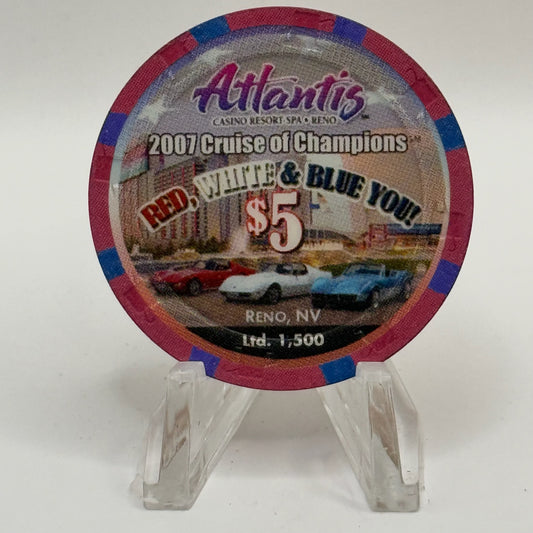 Atlantis
CASINO RESORT SPA • RENO
2007 Cruise of Champions
RED, WHITE & BLUE YOU!
$5
RENO, NV
Ltd. 1,500